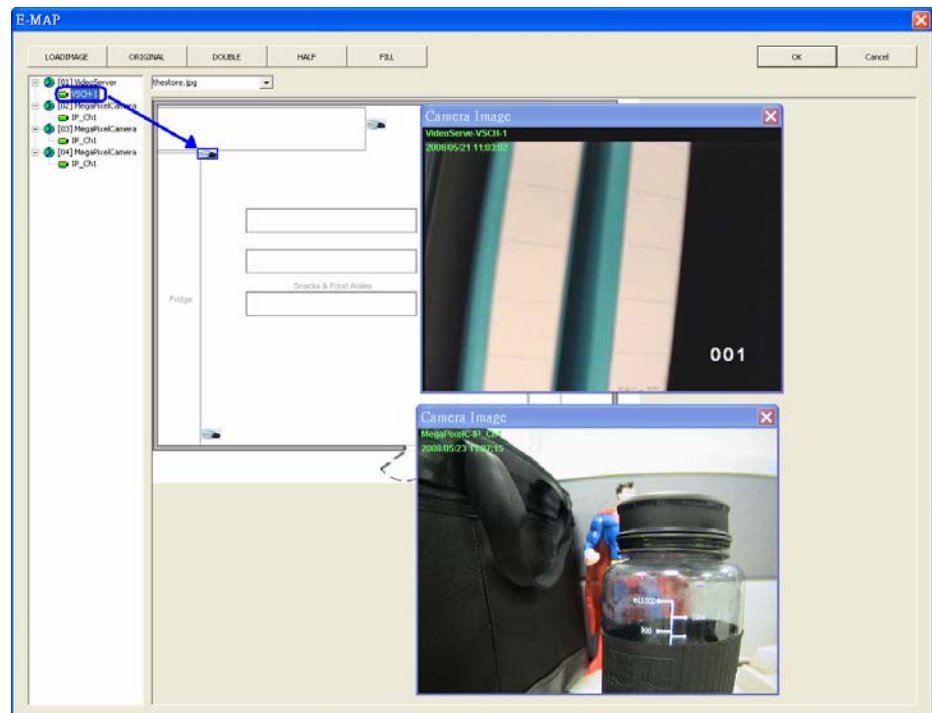 E-MAP
LOADIMAGE ORIGINAL DOUBLE HALF FILL OK Cancel
[01] VideoServer
VSCH-1
[02] MegaPixelCamera
IP_Ch1
[03] MegaPixelCamera
IP_Ch1
[04] MegaPixelCamera
IP_Ch1
thestore.jpg
Fridge
Snacks & Food Aisles
Camera Image
VideoServe-VSCH-1
2008/05/21 11:03:02
001
Camera Image
MegaPixelC-IP_Ch1
2008/05/23 11:07:15
900